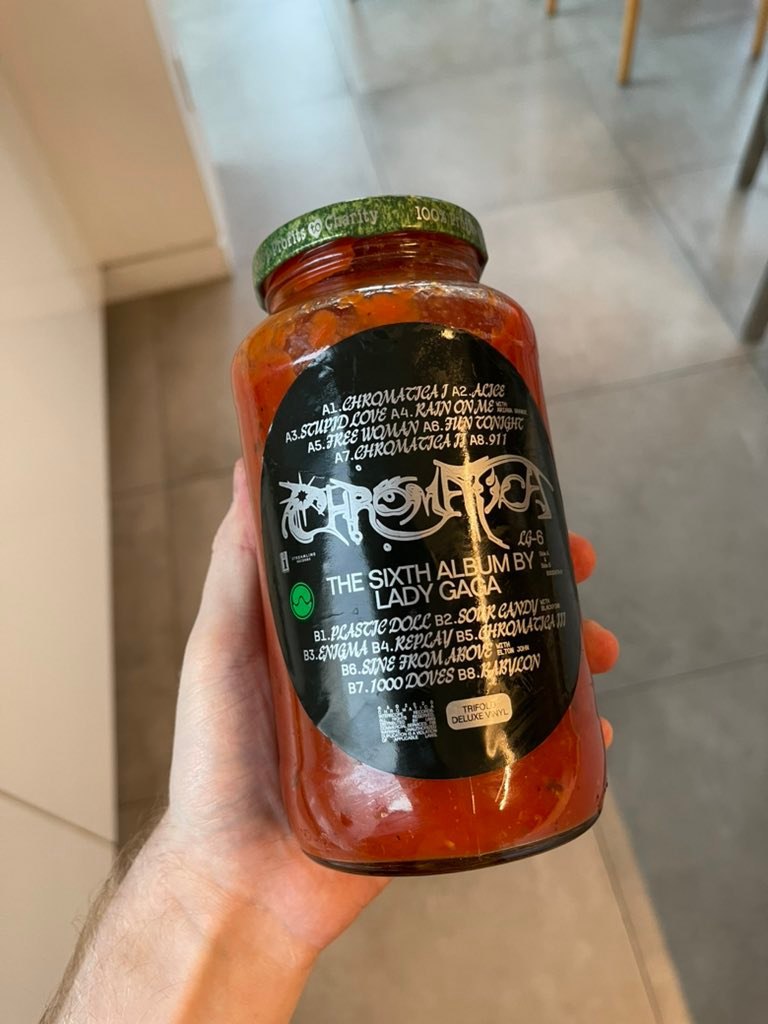 Profits to Charity 100%
A1.CHROMATICA I A2.ALICE
A3.STUPID LOVE A4.RAIN ON ME WITH ARIANA GRANDE
A5.FREE WOMAN A6.FUN TONIGHT
A7.CHROMATICA II A8.911
CHROMATICA
LG-6
STREAMLINE
THE SIXTH ALBUM BY
LADY GAGA
B1.PLASTIC DOLL B2.SOUR CANDY WITH BLACKPINK
B3.ENIGMA B4.REPLAY B5.CHROMATICA III
B6.SINE FROM ABOVE WITH ELTON JOHN
B7.1000 DOVES B8.BABYLON
TRIFOLD
DELUXE VINYL